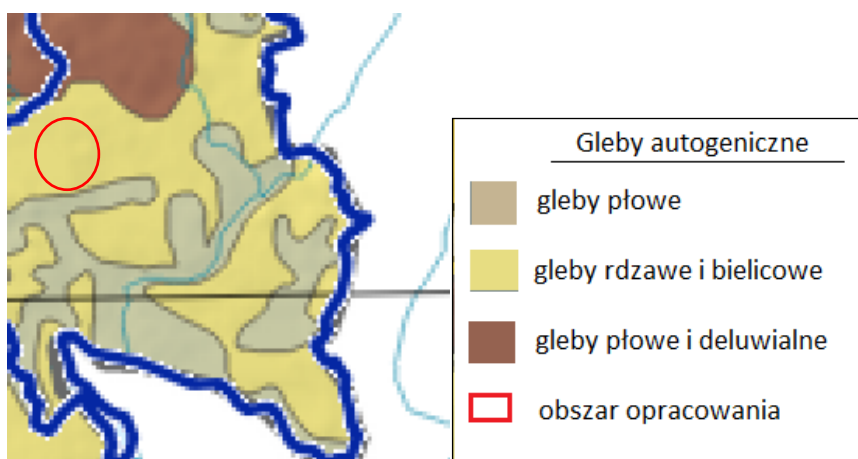 Gleby autogeniczne
gleby płowe
gleby rdzawe i bielicowe
gleby płowe i deluwialne
obszar opracowania